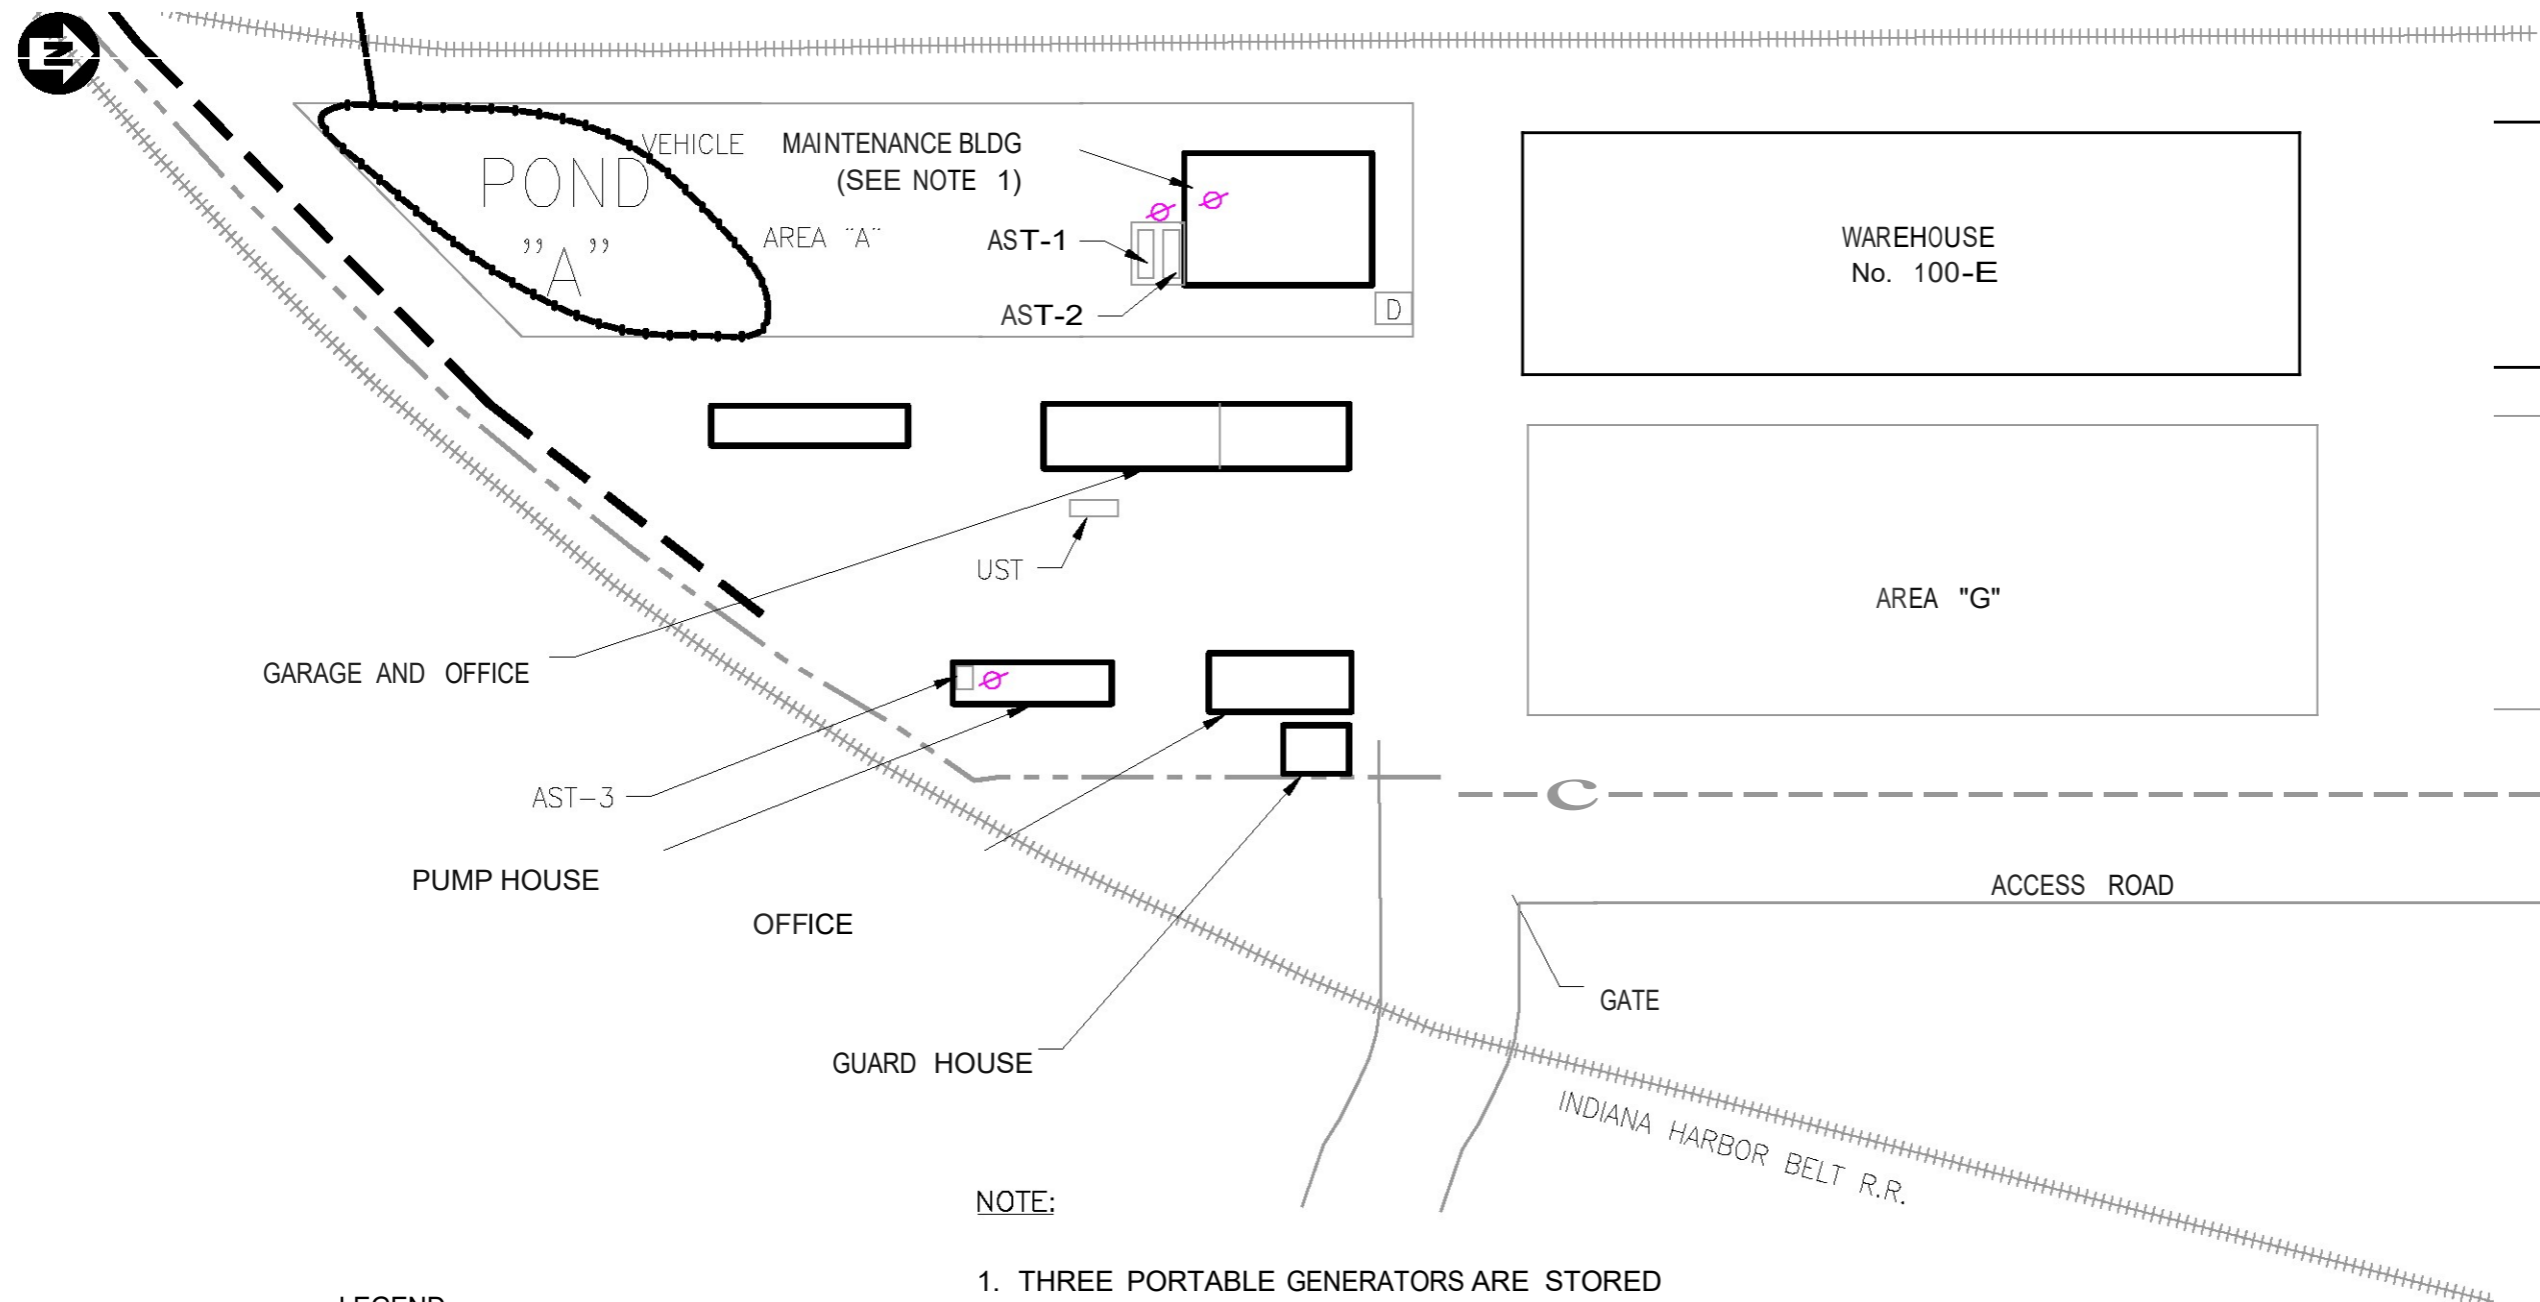 N
VEHICLE MAINTENANCE BLDG
(SEE NOTE 1)
POND
"A"
AREA "A"
AST-1
AST-2
D
WAREHOUSE
No. 100-E
UST
AREA "G"
GARAGE AND OFFICE
AST-3
C
PUMP HOUSE
OFFICE
ACCESS ROAD
GATE
GUARD HOUSE
INDIANA HARBOR BELT R.R.
NOTE:
1. THREE PORTABLE GENERATORS ARE STORED
LEGEND